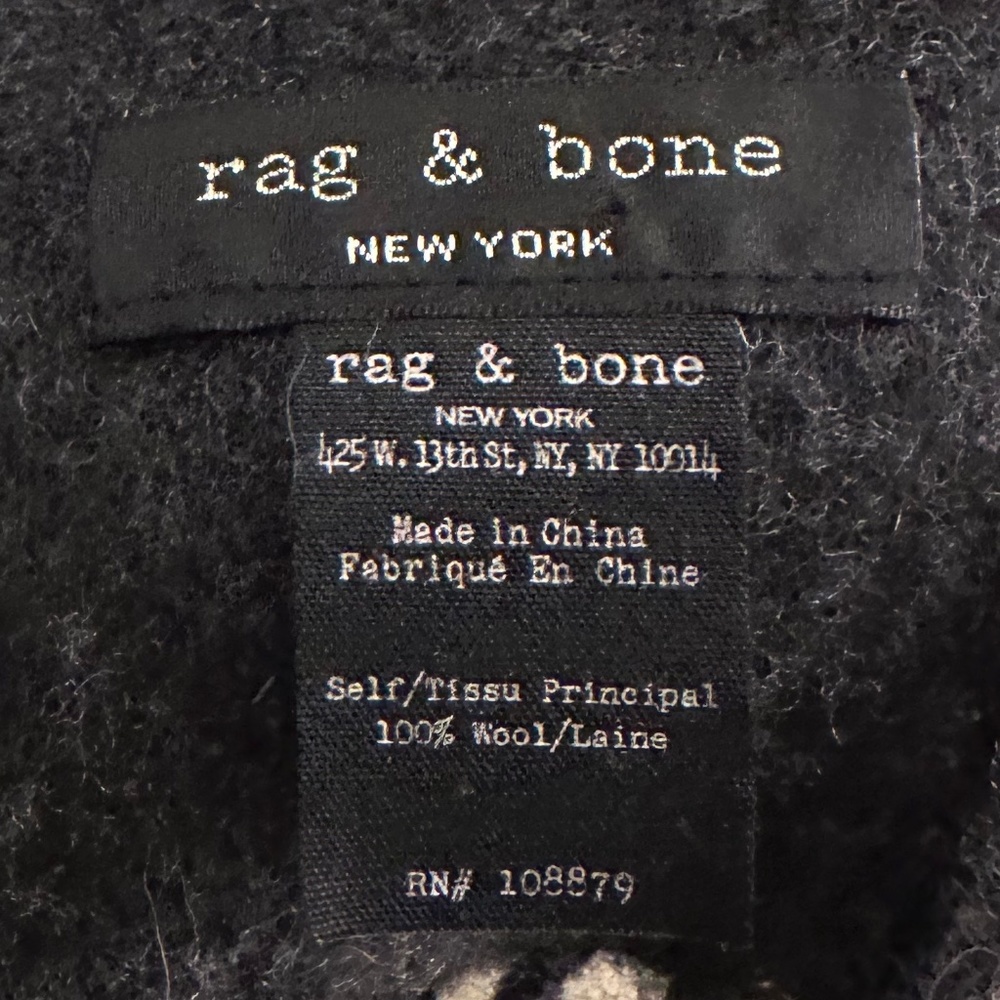 rag & bone
NEW YORK
rag & bone
NEW YORK
425 W. 13th St, NY, NY 10014
Made in China
Fabriqué En Chine
Self/Tissu Principal
100% Wool/Laine
RN# 108879